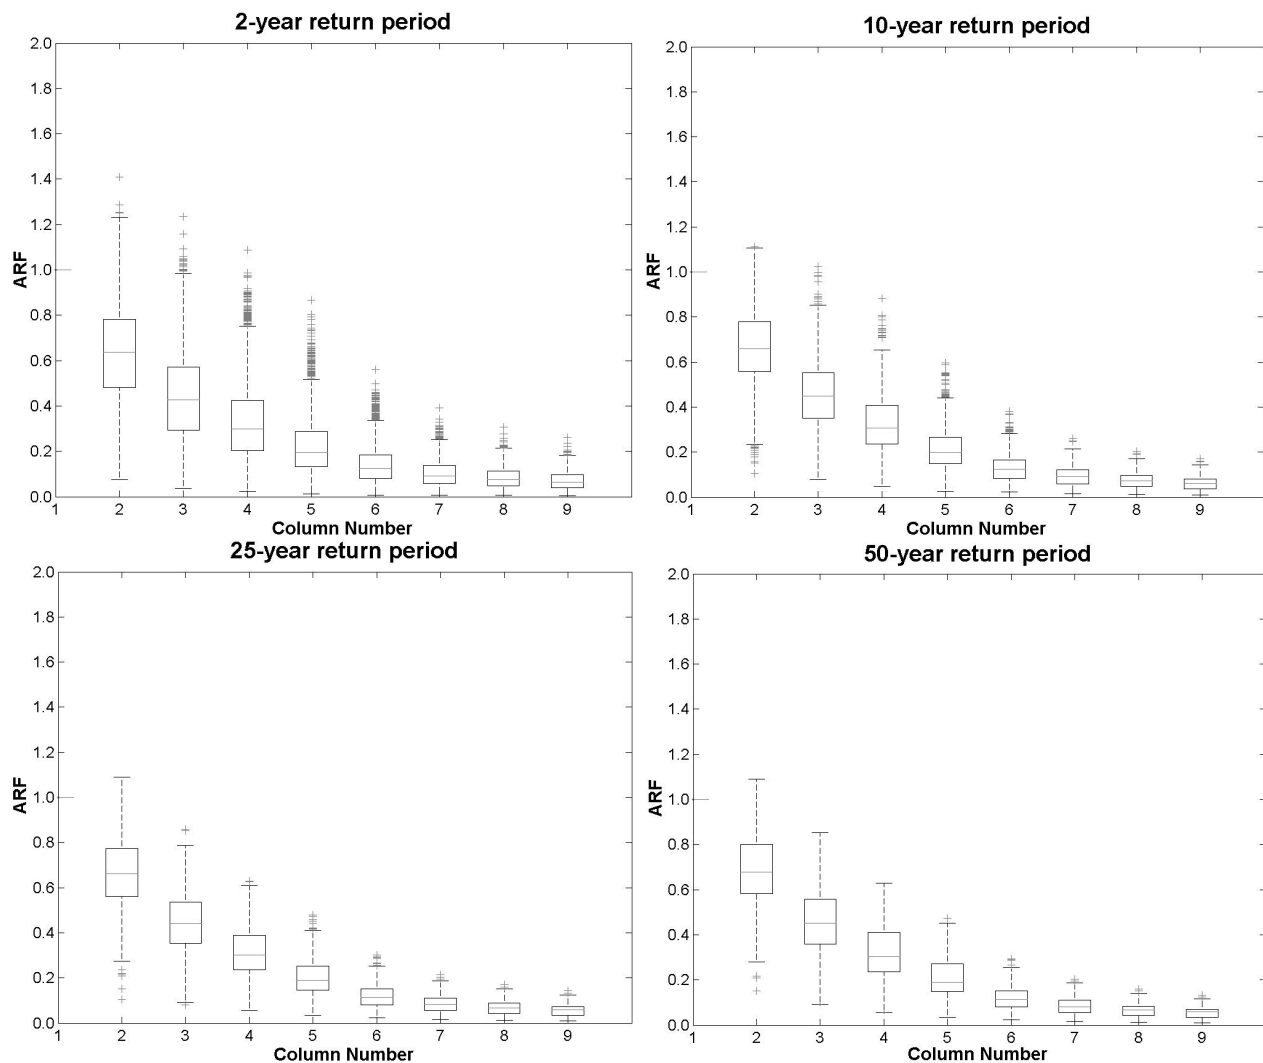 2-year return period
2.0
1.8
1.6
1.4
1.2
1.0
0.8
0.6
0.4
0.2
0.0
ARF
1 2 3 4 5 6 7 8 9
Column Number
10-year return period
2.0
1.8
1.6
1.4
1.2
1.0
0.8
0.6
0.4
0.2
0.0
ARF
1 2 3 4 5 6 7 8 9
Column Number
25-year return period
2.0
1.8
1.6
1.4
1.2
1.0
0.8
0.6
0.4
0.2
0.0
ARF
1 2 3 4 5 6 7 8 9
Column Number
50-year return period
2.0
1.8
1.6
1.4
1.2
1.0
0.8
0.6
0.4
0.2
0.0
ARF
1 2 3 4 5 6 7 8 9
Column Number